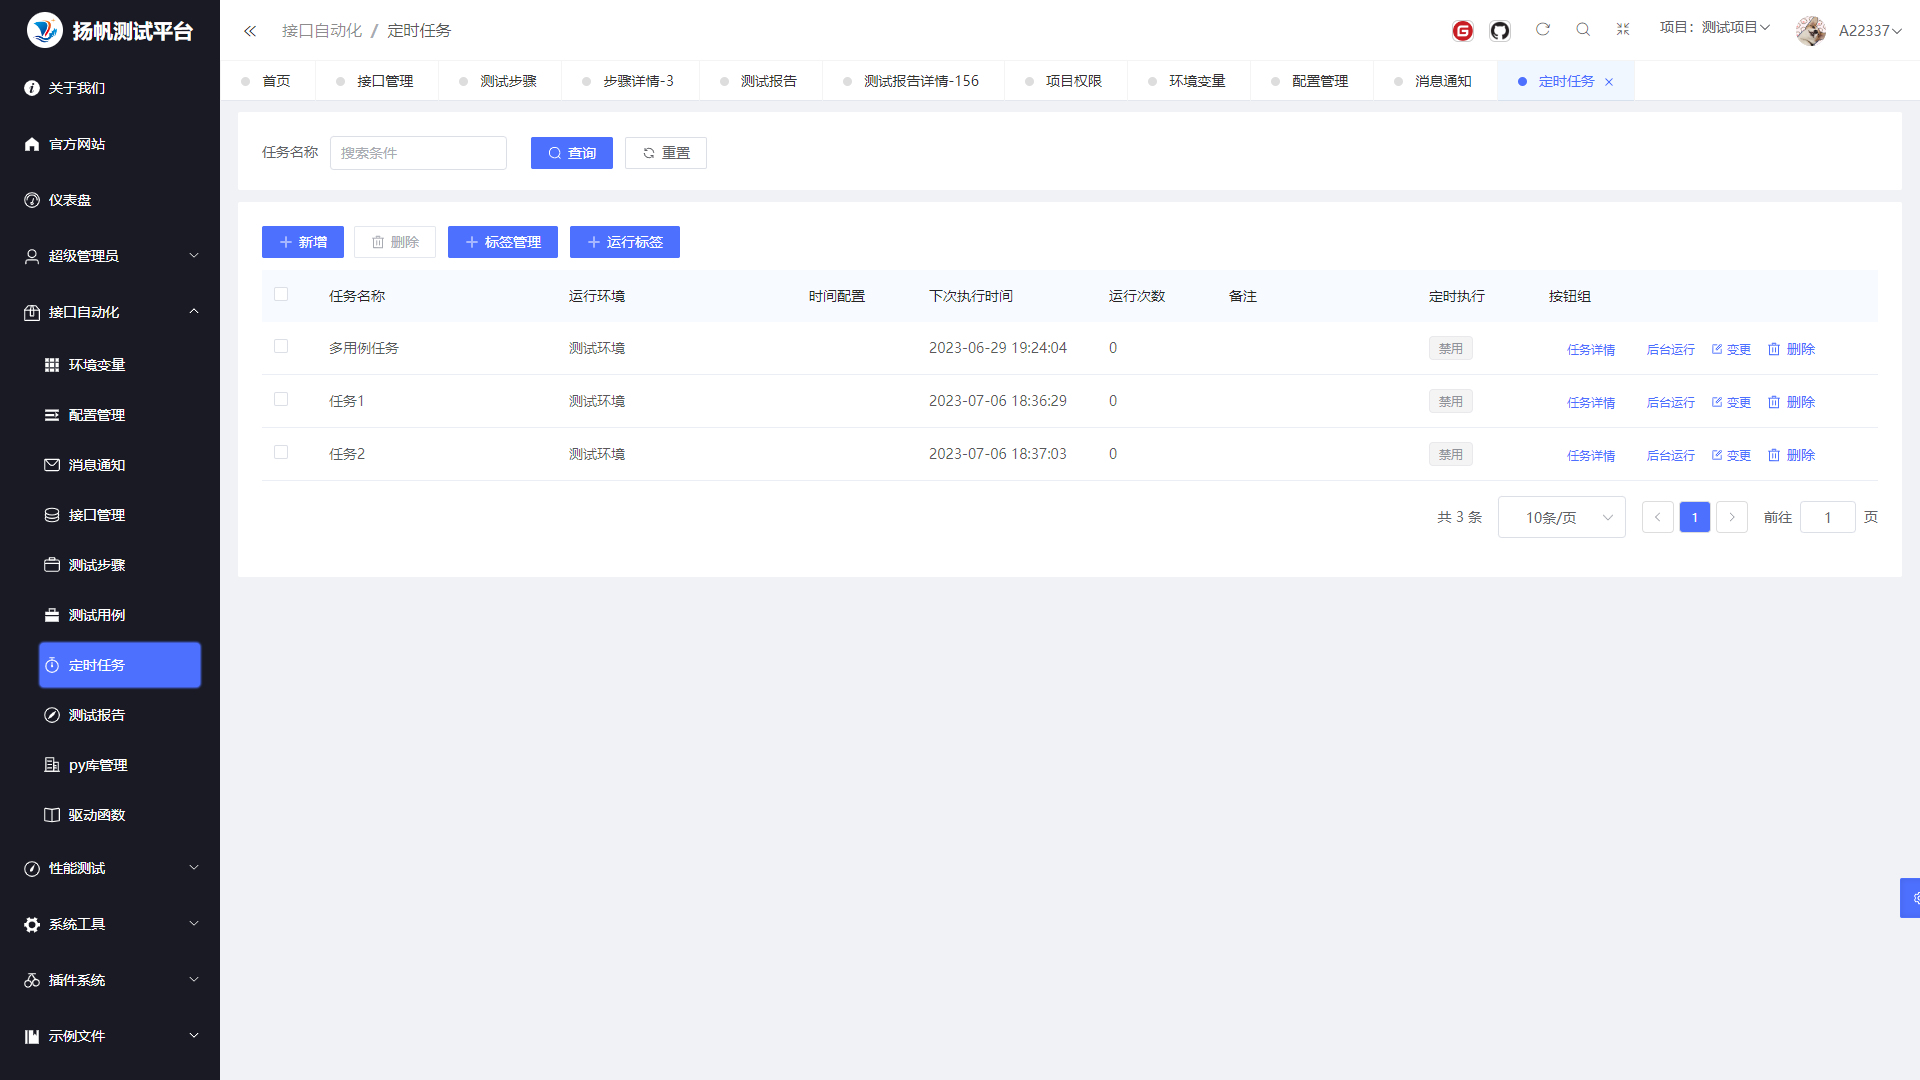 扬帆测试平台
关于我们
官方网站
仪表盘
超级管理员
接口自动化
环境变量
配置管理
消息通知
接口管理
测试步骤
测试用例
定时任务
测试报告
py库管理
驱动函数
性能测试
系统工具
插件系统
示例文件
接口自动化 / 定时任务
项目：测试项目
A22337
首页 接口管理 测试步骤 步骤详情-3 测试报告 测试报告详情-156 项目权限 环境变量 配置管理 消息通知 定时任务
任务名称 搜索条件 查询 重置
新增 删除 标签管理 运行标签
任务名称 运行环境 时间配置 下次执行时间 运行次数 备注 定时执行 按钮组
多用例任务 测试环境 2023-06-29 19:24:04 0 禁用 任务详情 后台运行 变更 删除
任务1 测试环境 2023-07-06 18:36:29 0 禁用 任务详情 后台运行 变更 删除
任务2 测试环境 2023-07-06 18:37:03 0 禁用 任务详情 后台运行 变更 删除
共 3 条 10条/页 1 前往 1 页